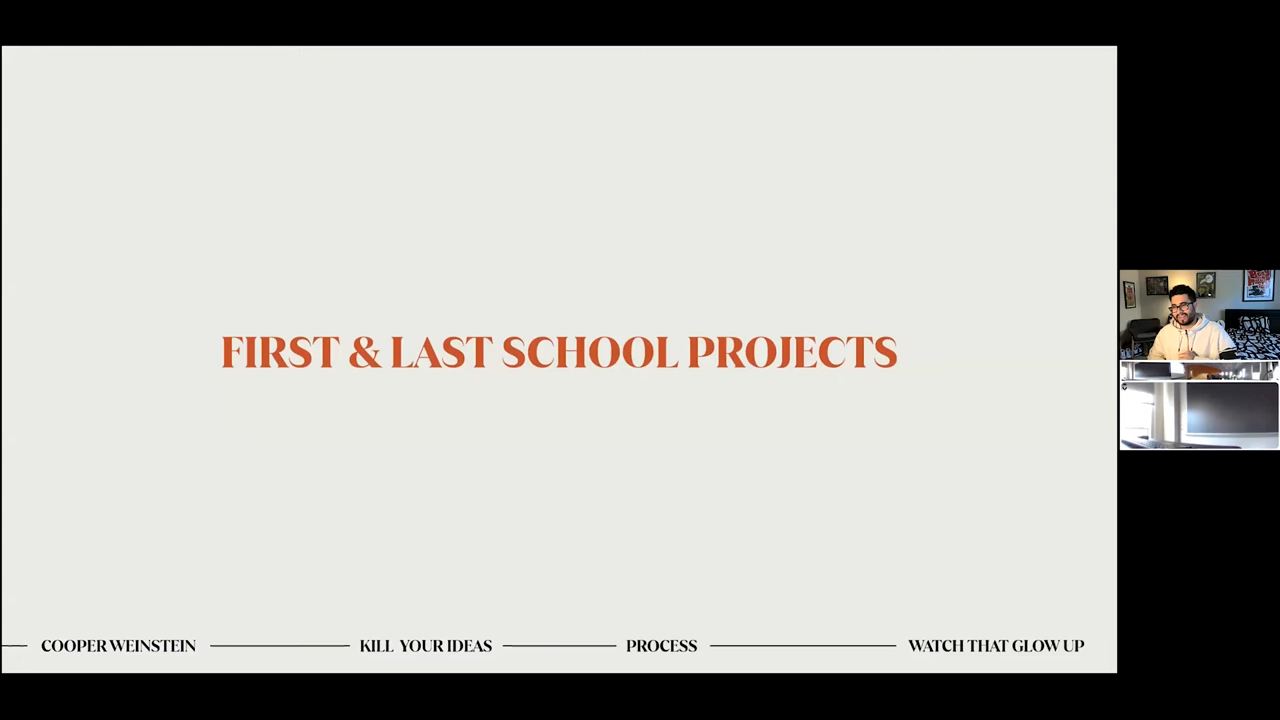 FIRST & LAST SCHOOL PROJECTS
COOPER WEINSTEIN
KILL YOUR IDEAS
PROCESS
WATCH THAT GLOW UP